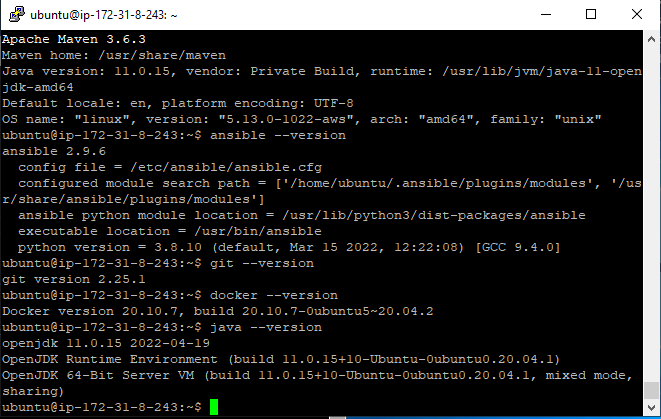 ubuntu@ip-172-31-8-243: ~
Apache Maven 3.6.3
Maven home: /usr/share/maven
Java version: 11.0.15, vendor: Private Build, runtime: /usr/lib/jvm/java-11-open
jdk-amd64
Default locale: en, platform encoding: UTF-8
OS name: "linux", version: "5.13.0-1022-aws", arch: "amd64", family: "unix"
ubuntu@ip-172-31-8-243:~$ ansible --version
ansible 2.9.6
  config file = /etc/ansible/ansible.cfg
  configured module search path = ['/home/ubuntu/.ansible/plugins/modules', '/us
r/share/ansible/plugins/modules']
  ansible python module location = /usr/lib/python3/dist-packages/ansible
  executable location = /usr/bin/ansible
  python version = 3.8.10 (default, Mar 15 2022, 12:22:08) [GCC 9.4.0]
ubuntu@ip-172-31-8-243:~$ git --version
git version 2.25.1
ubuntu@ip-172-31-8-243:~$ docker --version
Docker version 20.10.7, build 20.10.7-0ubuntu5~20.04.2
ubuntu@ip-172-31-8-243:~$ java --version
openjdk 11.0.15 2022-04-19
OpenJDK Runtime Environment (build 11.0.15+10-Ubuntu-0ubuntu0.20.04.1)
OpenJDK 64-Bit Server VM (build 11.0.15+10-Ubuntu-0ubuntu0.20.04.1, mixed mode,
sharing)
ubuntu@ip-172-31-8-243:~$